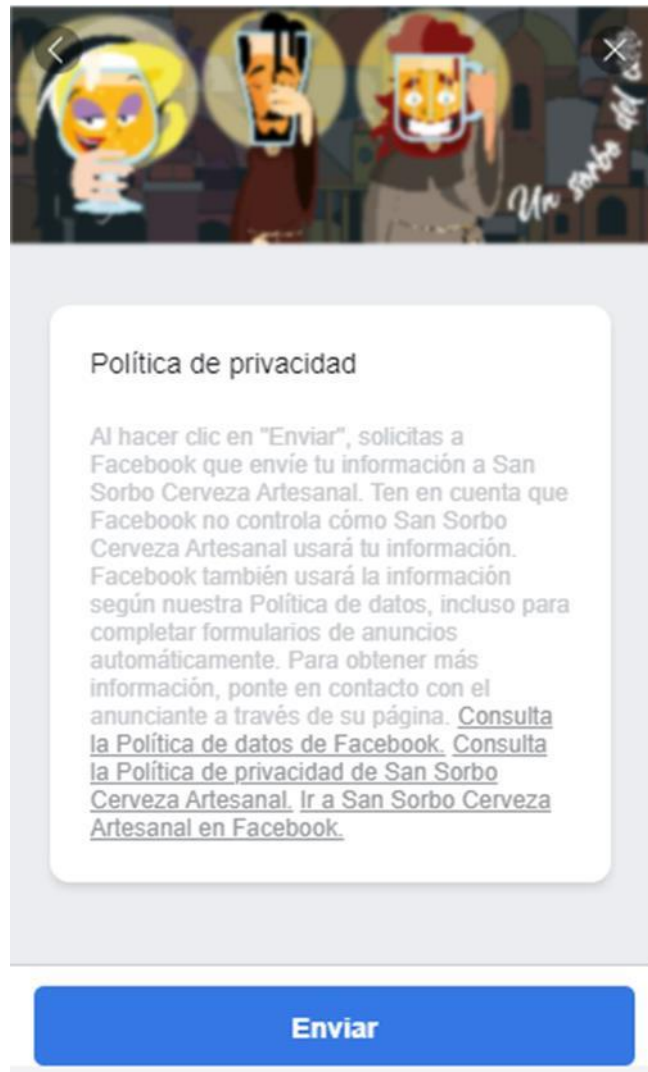 Un sorbo del
Política de privacidad
Al hacer clic en "Enviar", solicitas a
Facebook que envíe tu información a San
Sorbo Cerveza Artesanal. Ten en cuenta que
Facebook no controla cómo San Sorbo
Cerveza Artesanal usará tu información.
Facebook también usará la información
según nuestra Política de datos, incluso para
completar formularios de anuncios
automáticamente. Para obtener más
información, ponte en contacto con el
anunciante a través de su página. Consulta
la Política de datos de Facebook. Consulta
la Política de privacidad de San Sorbo
Cerveza Artesanal. Ir a San Sorbo Cerveza
Artesanal en Facebook.
Enviar